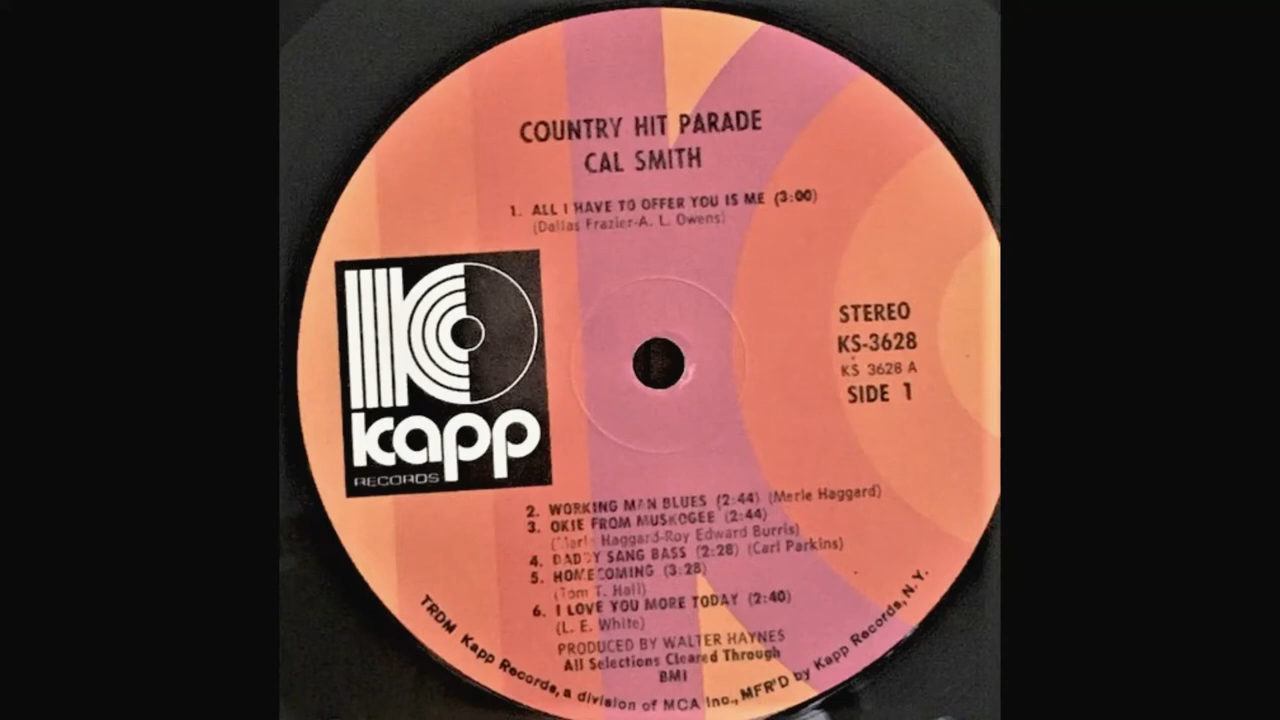 COUNTRY HIT PARADE
CAL SMITH
1. ALL I HAVE TO OFFER YOU IS ME (3:00)
(Dallas Frazier-A. L. Owens)
kapp
RECORDS
STEREO
KS-3628
KS 3628 A
SIDE 1
2. WORKING MAN BLUES (2:44) (Merle Haggard)
3. OKIE FROM MUSKOGEE (2:44)
(Merle Haggard-Roy Edward Burris)
4. DADDY SANG BASS (2:28) (Carl Parkins)
5. HOMECOMING (3:28)
(Tom T. Hall)
6. I LOVE YOU MORE TODAY (2:40)
(L. E. White)
PRODUCED BY WALTER HAYNES
All Selections Cleared Through
BMI
TRDM Kapp Records, a division of MCA Inc., MFR'D by Kapp Records, N. Y.